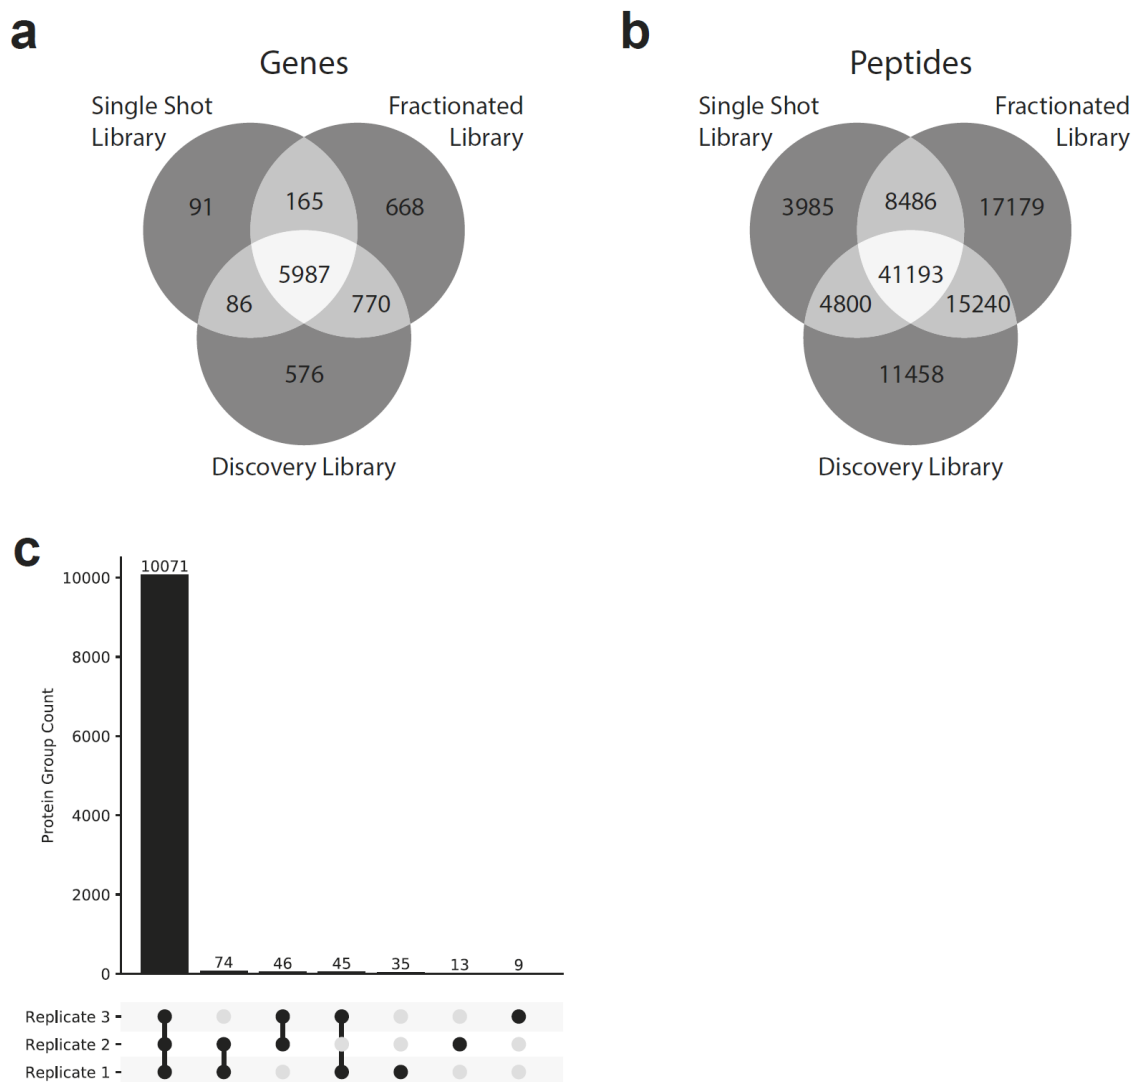 a
Genes
Single Shot
Library
Fractionated
Library
91
165
668
5987
86
770
576
Discovery Library
b
Peptides
Single Shot
Library
Fractionated
Library
3985
8486
17179
41193
4800
15240
11458
Discovery Library
c
Protein Group Count
10000
8000
6000
4000
2000
0
10071
74
46
45
35
13
9
Replicate 3
Replicate 2
Replicate 1